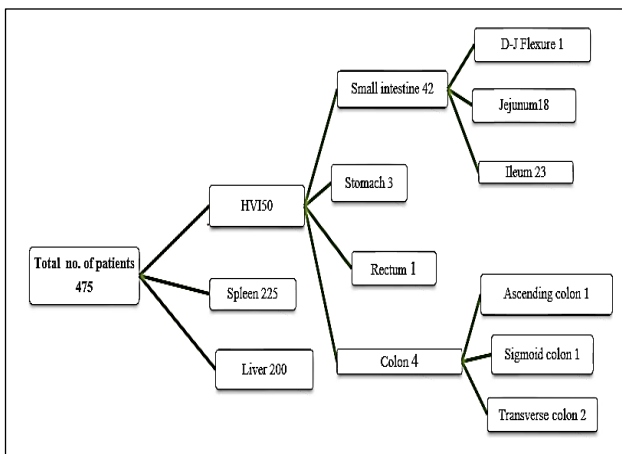 D-J Flexure 1
Small intestine 42
Jejunum18
Ileum 23
Stomach 3
HVI50
Rectum 1
Total no. of patients
475
Spleen 225
Ascending colon 1
Colon 4
Sigmoid colon 1
Liver 200
Transverse colon 2